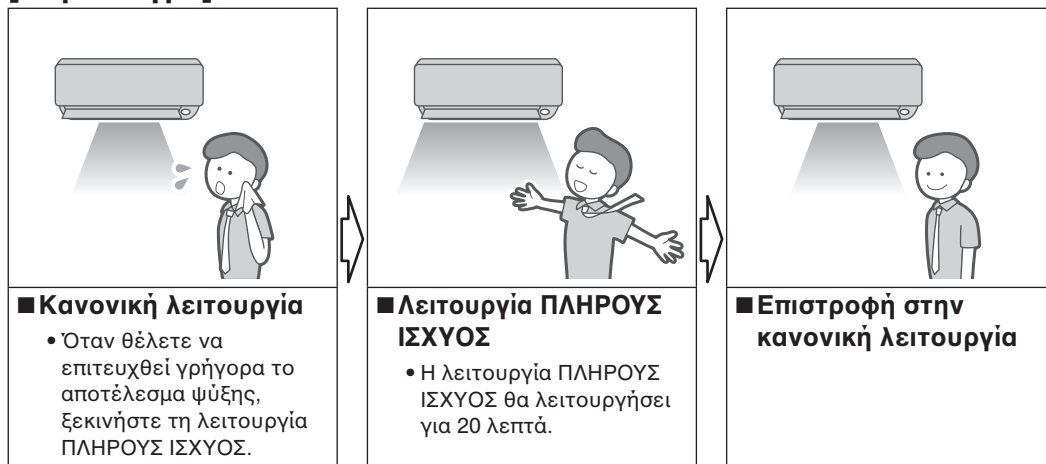 ■ Κανονική λειτουργία
• Όταν θέλετε να
επιτευχθεί γρήγορα το
αποτέλεσμα ψύξης,
ξεκινήστε τη λειτουργία
ΠΛΗΡΟΥΣ ΙΣΧΥΟΣ.
■ Λειτουργία ΠΛΗΡΟΥΣ
ΙΣΧΥΟΣ
• Η λειτουργία ΠΛΗΡΟΥΣ
ΙΣΧΥΟΣ θα λειτουργήσει
για 20 λεπτά.
■ Επιστροφή στην
κανονική λειτουργία